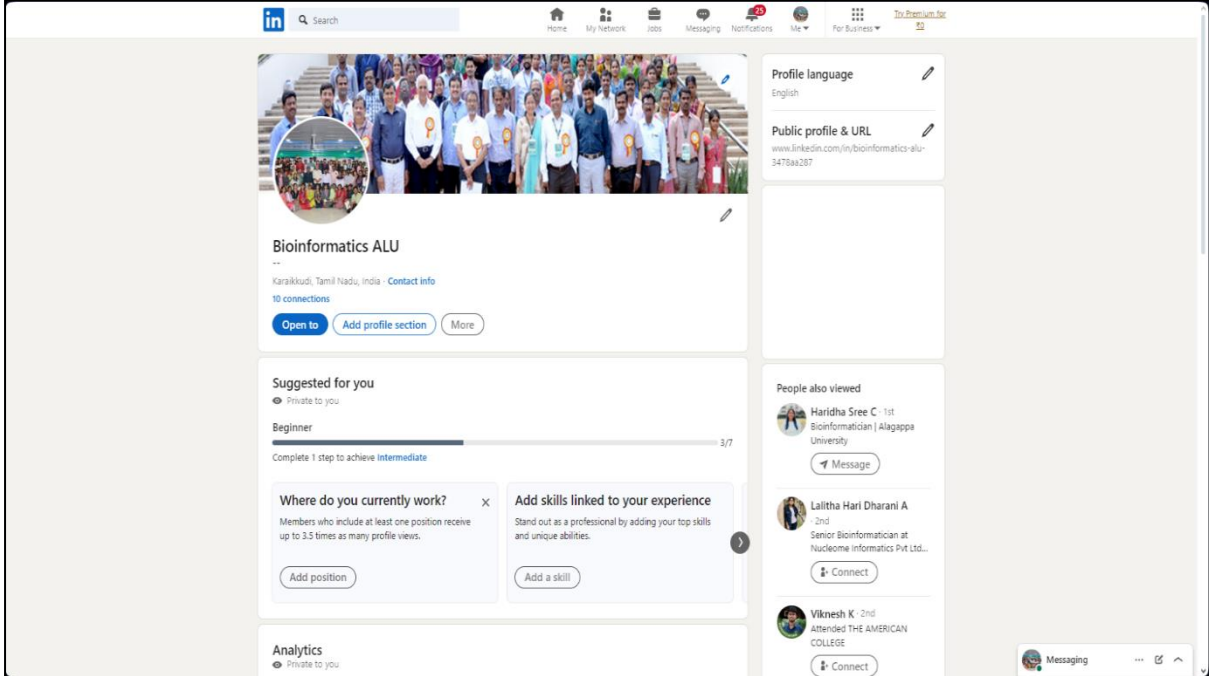 in
Search
Home
My Network
Jobs
Messaging
25
Notifications
Me
For Business
Try Premium for
₹0
Bioinformatics ALU
--
Karaikkudi, Tamil Nadu, India · Contact info
10 connections
Open to
Add profile section
More
Suggested for you
Private to you
Beginner
3/7
Complete 1 step to achieve Intermediate
Where do you currently work?
Members who include at least one position receive
up to 3.5 times as many profile views.
Add position
Add skills linked to your experience
Stand out as a professional by adding your top skills
and unique abilities.
Add a skill
Analytics
Private to you
Profile language
English
Public profile & URL
www.linkedin.com/in/bioinformatics-alu-
3478aa287
People also viewed
Haridha Sree C · 1st
Bioinformatician | Alagappa
University
Message
Lalitha Hari Dharani A
· 2nd
Senior Bioinformatician at
Nucleome Informatics Pvt Ltd...
Connect
Viknesh K · 2nd
Attended THE AMERICAN
COLLEGE
Connect
Messaging